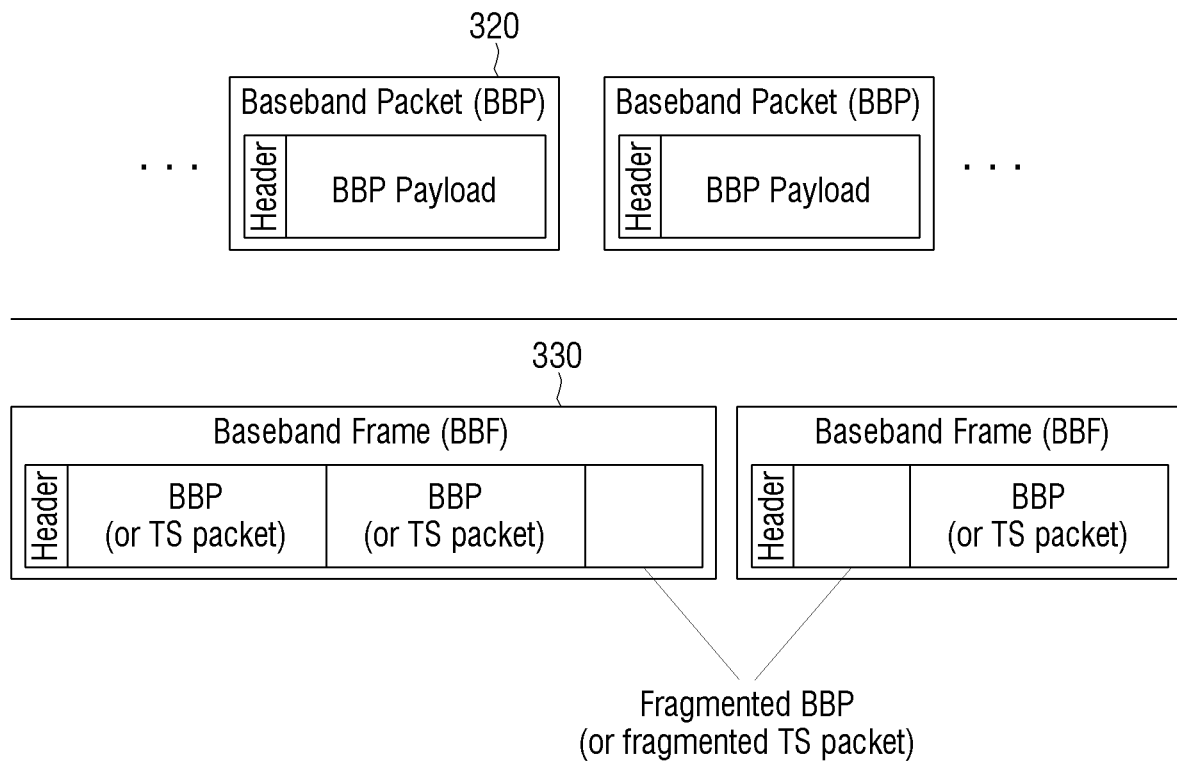 320
Baseband Packet (BBP)
Header
BBP Payload
Baseband Packet (BBP)
Header
BBP Payload
. . .
. . .
330
Baseband Frame (BBF)
Header
BBP
(or TS packet)
BBP
(or TS packet)
Baseband Frame (BBF)
Header
BBP
(or TS packet)
Fragmented BBP
(or fragmented TS packet)